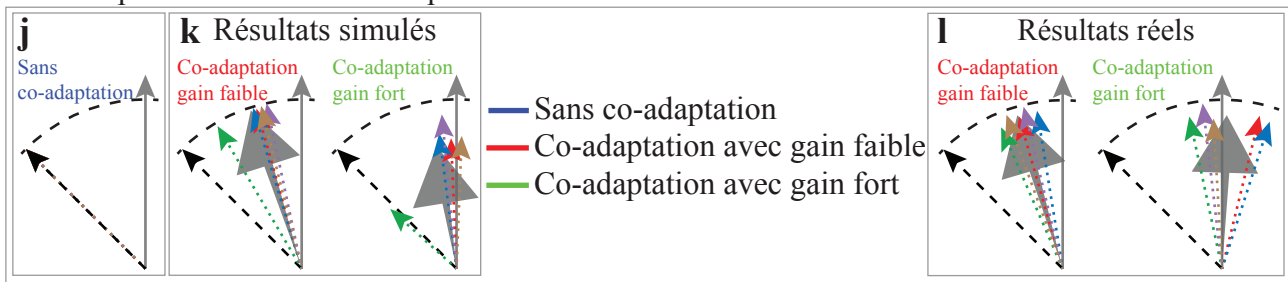 j
Sans
co-adaptation
k Résultats simulés
Co-adaptation
gain faible
Co-adaptation
gain fort
Sans co-adaptation
Co-adaptation avec gain faible
Co-adaptation avec gain fort
l Résultats réels
Co-adaptation
gain faible
Co-adaptation
gain fort